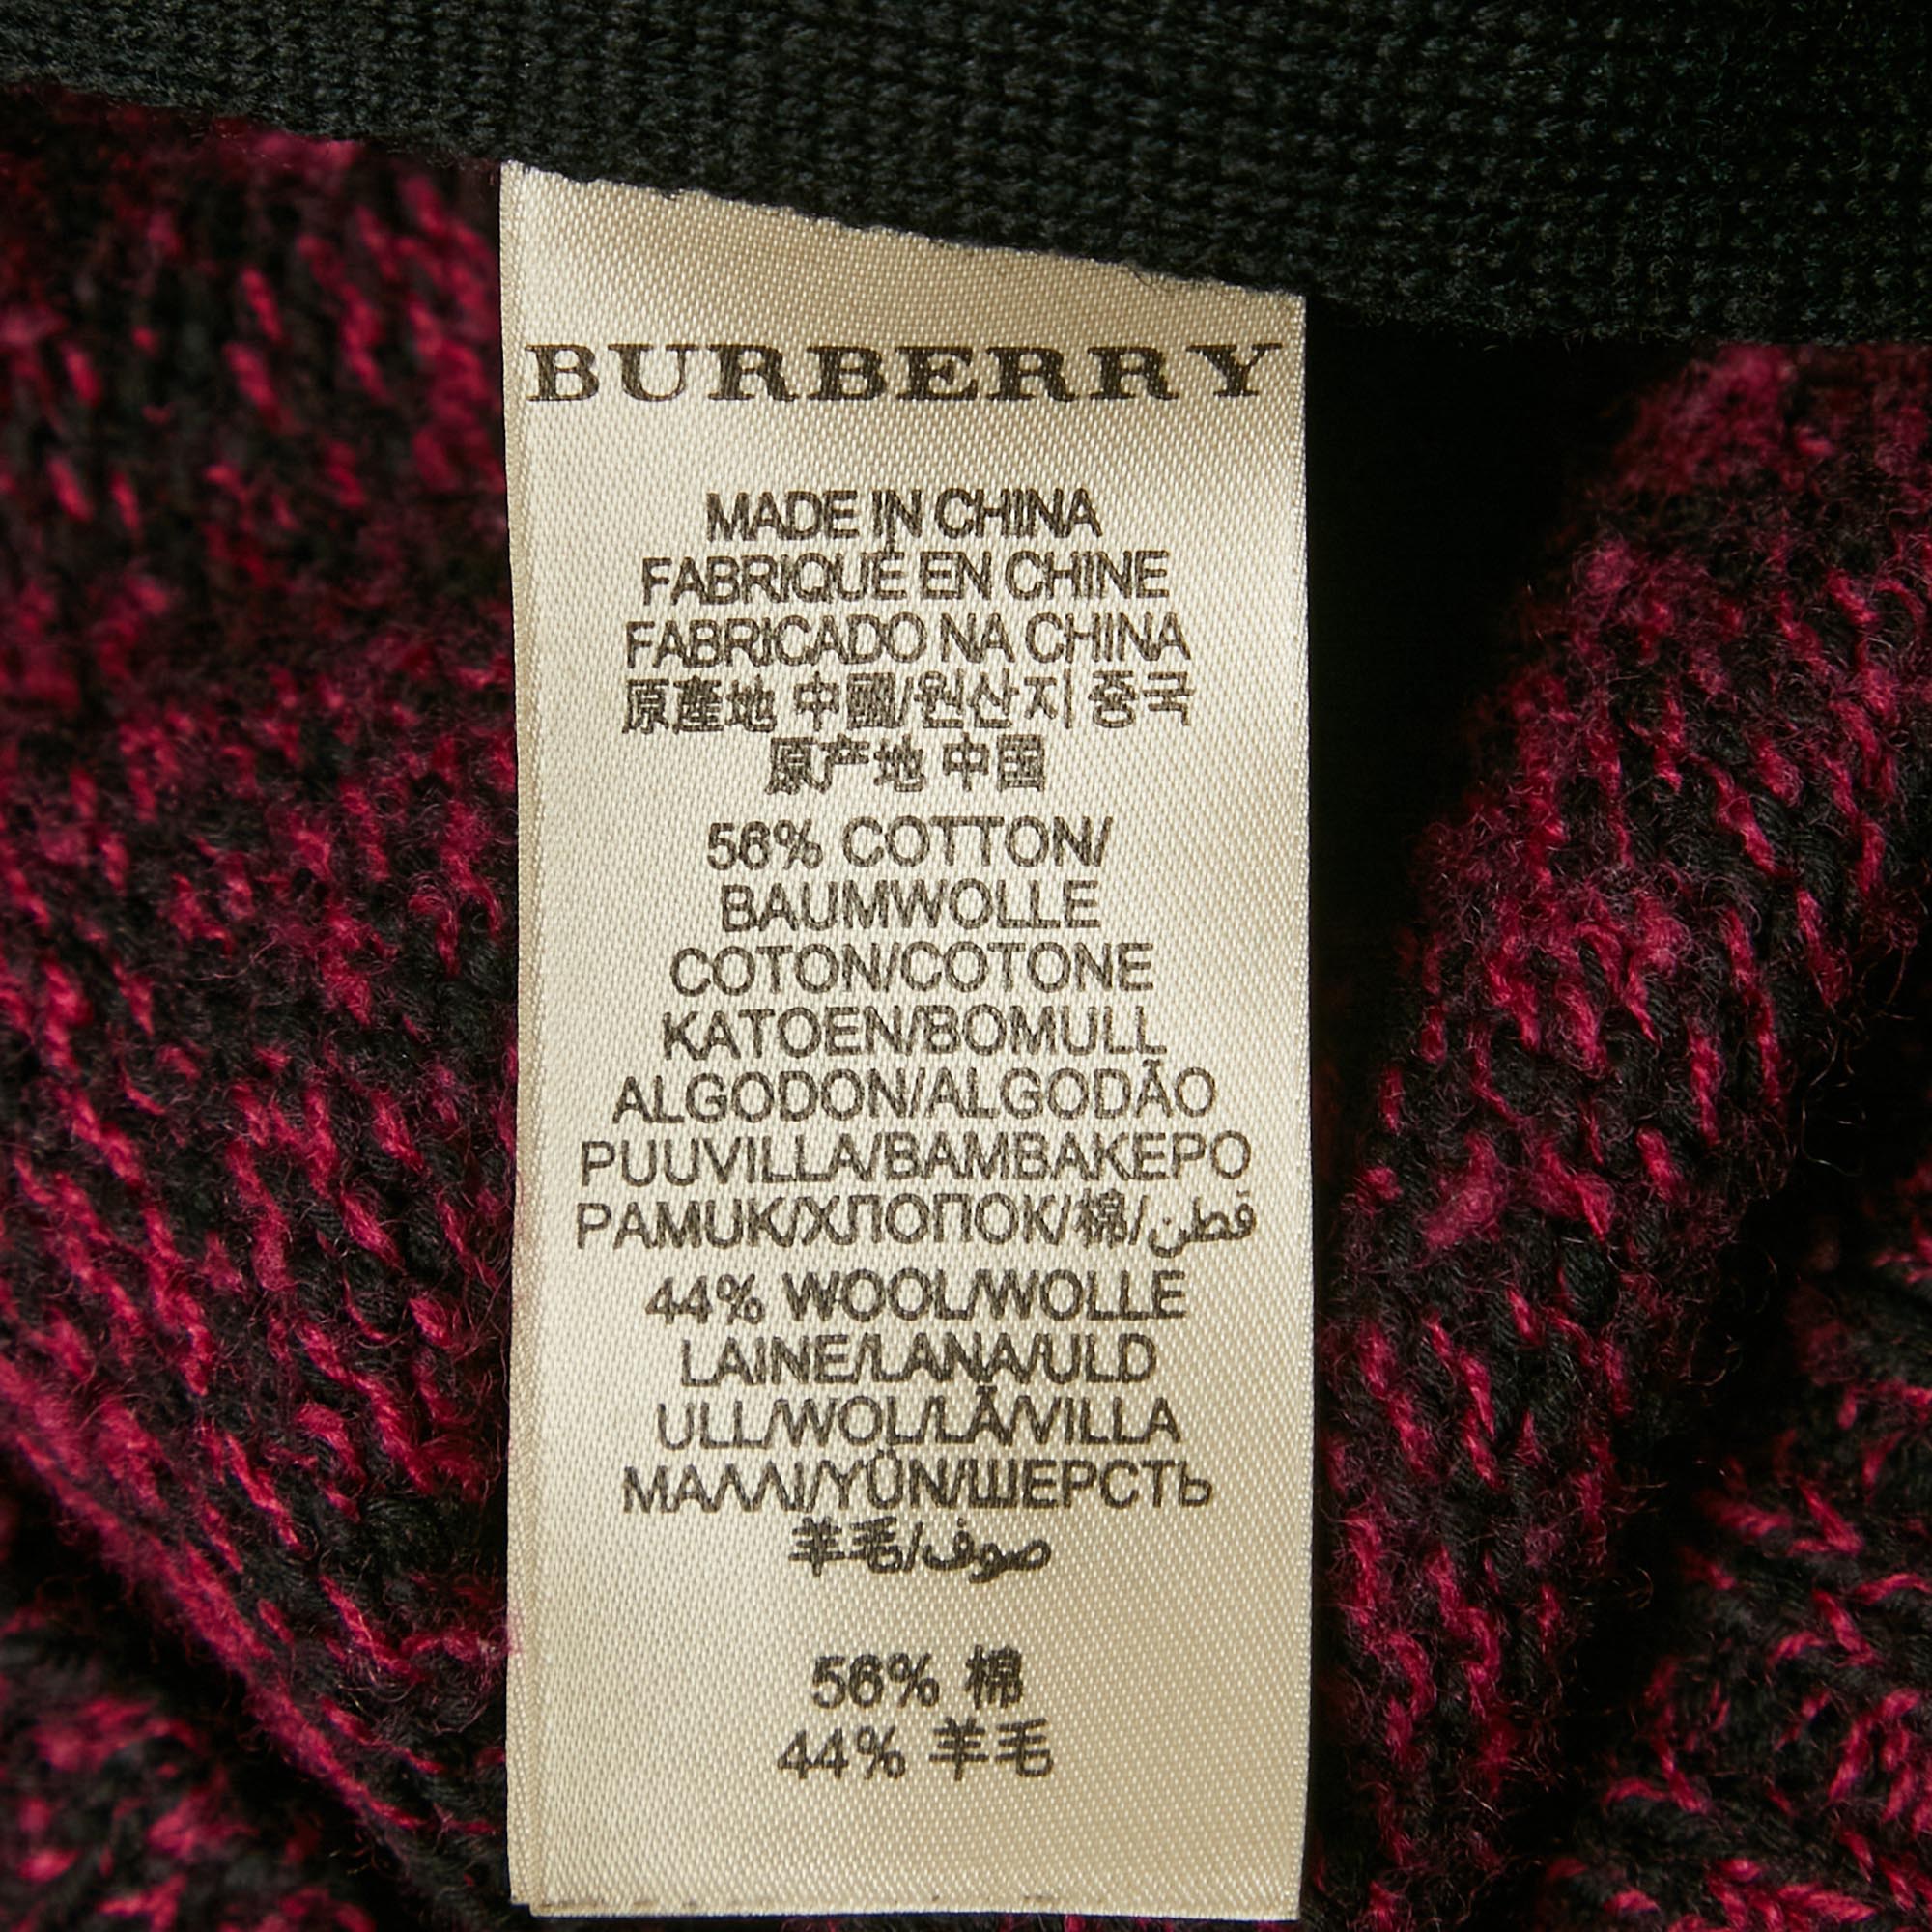 BURBERRY
MADE IN CHINA
FABRIQUÉ EN CHINE
FABRICADO NA CHINA
原產地 中國/원산지 중국
原产地 中国
56% COTTON/
BAUMWOLLE
COTON/COTONE
KATOEN/BOMULL
ALGODON/ALGODÃO
PUUVILLA/ΒΑΜΒΑΚΕΡΟ
PAMUK/ХЛОПОК/棉/قطن
44% WOOL/WOLLE
LAINE/LANA/ULD
ULL/WOL/LÃ/VILLA
ΜΑΛΛΙ/YÜN/ШЕРСТЬ
羊毛/صوف
56% 棉
44% 羊毛